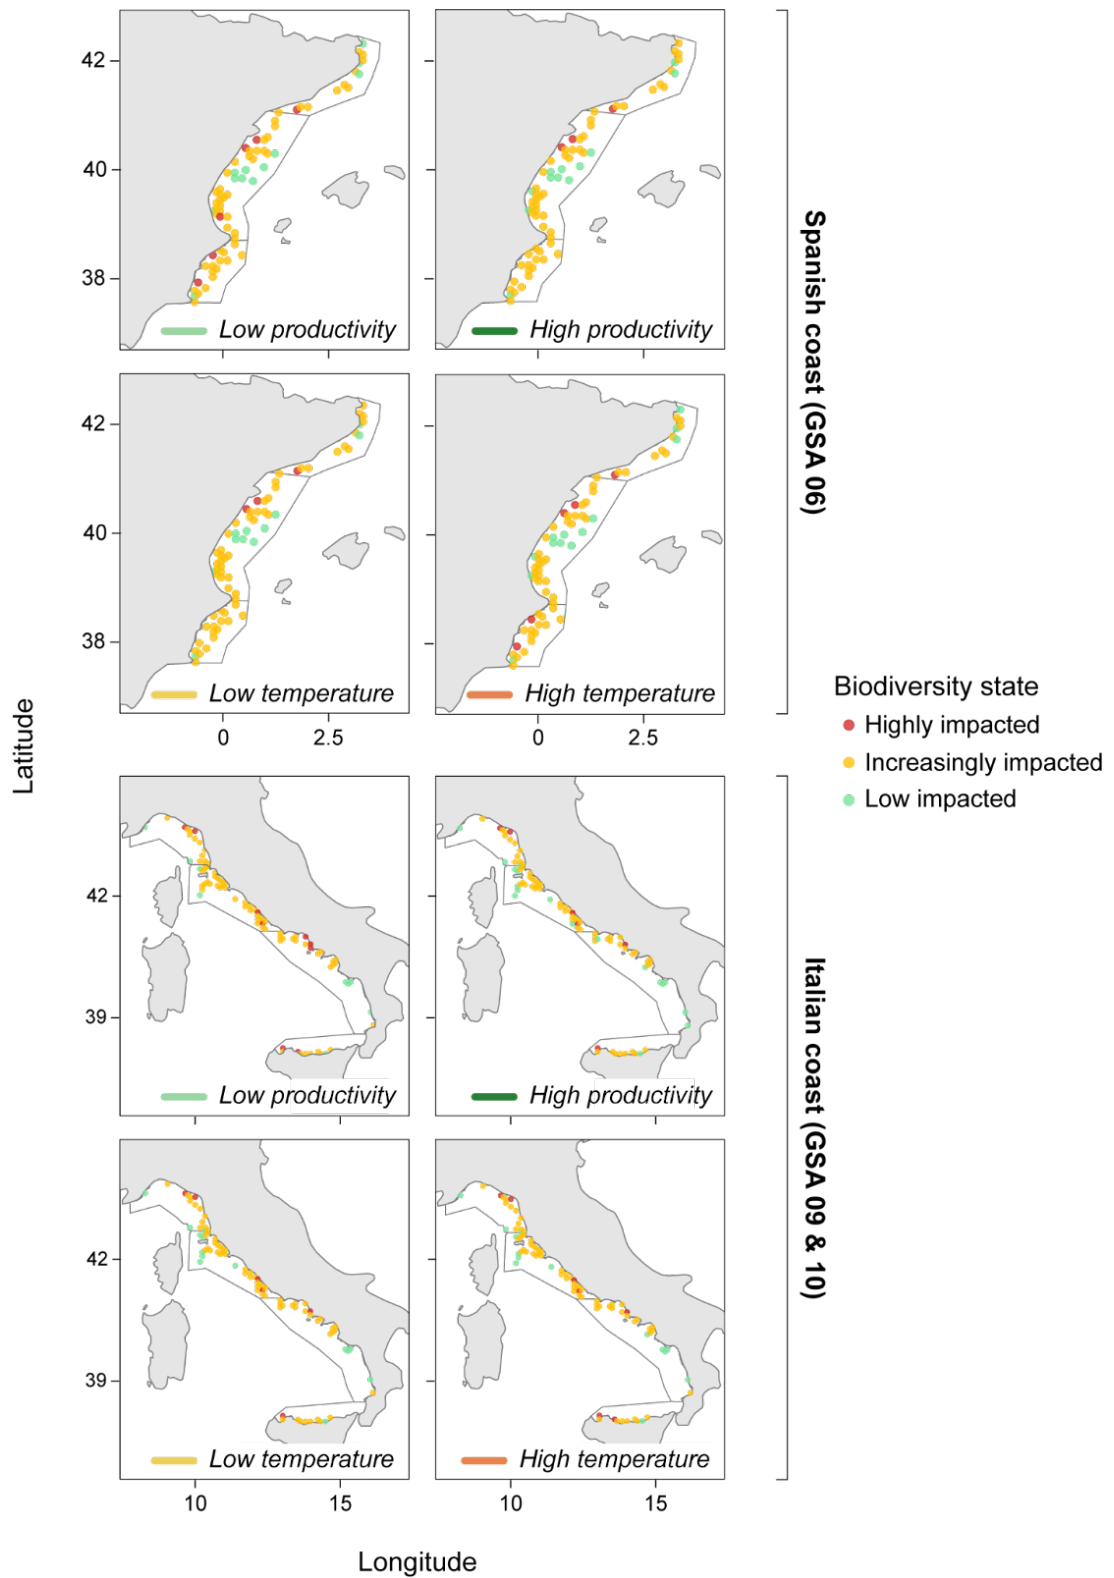 42
40
38
Low productivity
High productivity
42
40
38
Low temperature
High temperature
0
2.5
0
2.5
Spanish coast (GSA 06)
Latitude
Biodiversity state
Highly impacted
Increasingly impacted
Low impacted
42
39
Low productivity
High productivity
42
39
Low temperature
High temperature
10
15
10
15
Italian coast (GSA 09 & 10)
Longitude